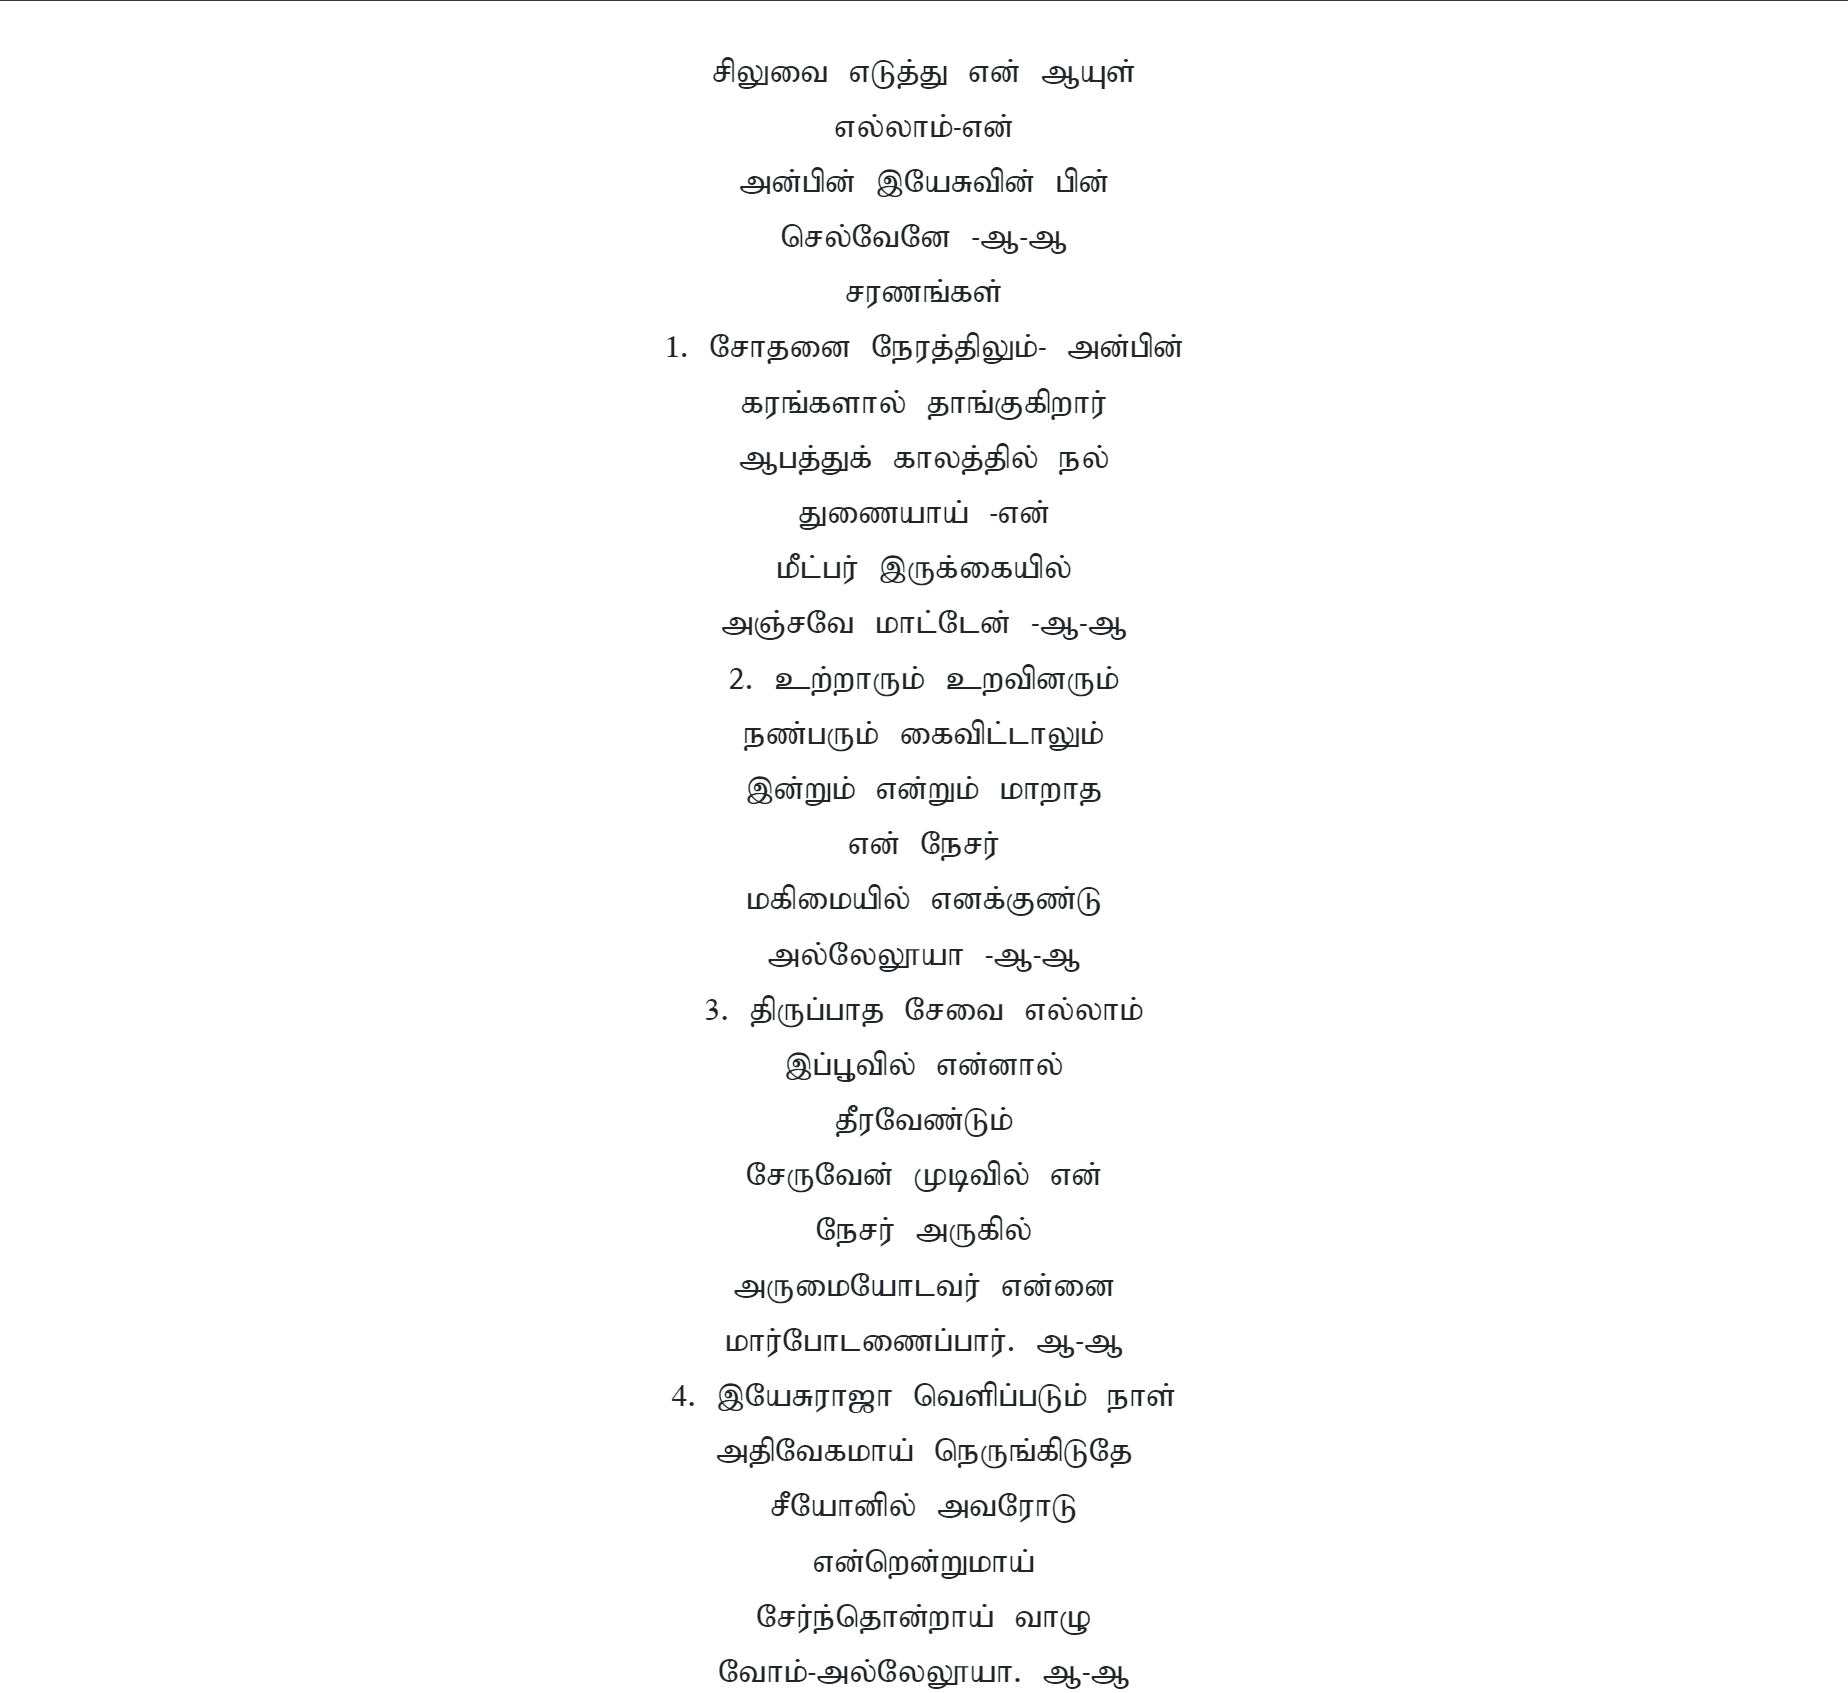 சிலுவை எடுத்து என் ஆயுள்
எல்லாம்-என்
அன்பின் இயேசுவின் பின்
செல்வேனே -ஆ-ஆ
சரணங்கள்
1. சோதனை நேரத்திலும்- அன்பின்
கரங்களால் தாங்குகிறார்
ஆபத்துக் காலத்தில் நல்
துணையாய் -என்
மீட்பர் இருக்கையில்
அஞ்சவே மாட்டேன் -ஆ-ஆ
2. உற்றாரும் உறவினரும்
நண்பரும் கைவிட்டாலும்
இன்றும் என்றும் மாறாத
என் நேசர்
மகிமையில் எனக்குண்டு
அல்லேலூயா -ஆ-ஆ
3. திருப்பாத சேவை எல்லாம்
இப்பூவில் என்னால்
தீரவேண்டும்
சேருவேன் முடிவில் என்
நேசர் அருகில்
அருமையோடவர் என்னை
மார்போடணைப்பார். ஆ-ஆ
4. இயேசுராஜா வெளிப்படும் நாள்
அதிவேகமாய் நெருங்கிடுதே
சீயோனில் அவரோடு
என்றென்றுமாய்
சேர்ந்தொன்றாய் வாழு
வோம்-அல்லேலூயா. ஆ-ஆ